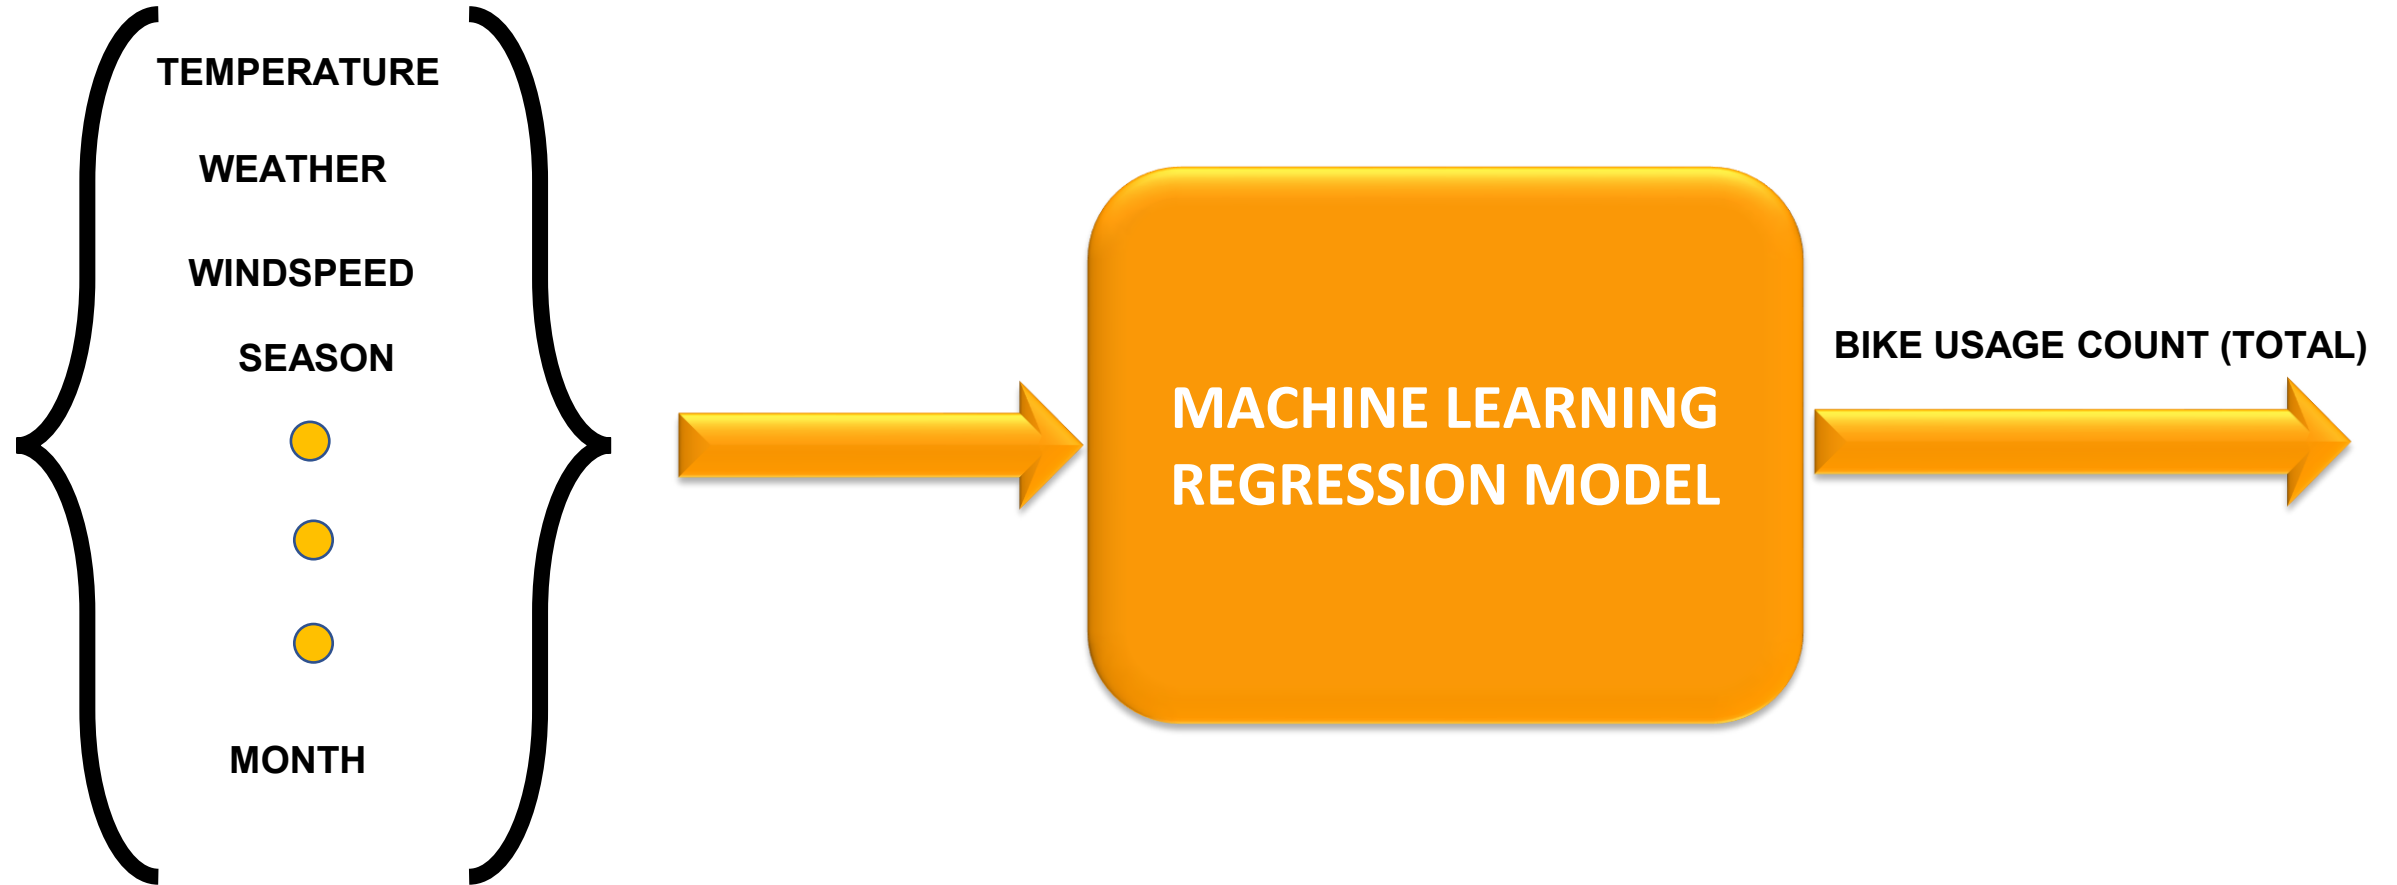 TEMPERATURE
WEATHER
WINDSPEED
SEASON
MONTH
MACHINE LEARNING
REGRESSION MODEL
BIKE USAGE COUNT (TOTAL)